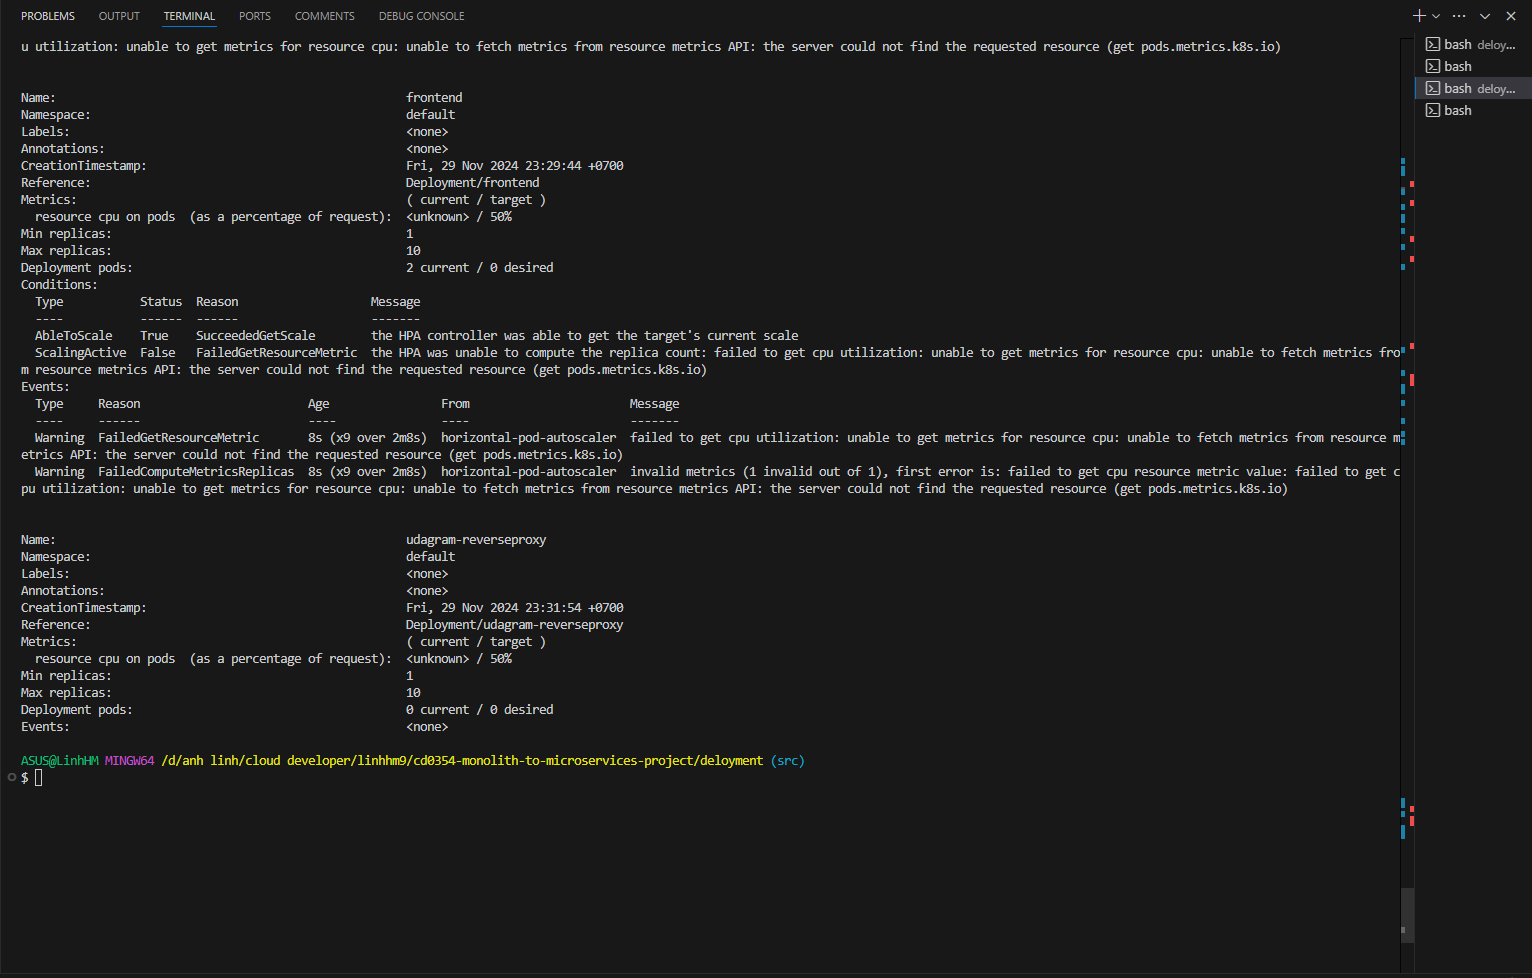 PROBLEMS OUTPUT TERMINAL PORTS COMMENTS DEBUG CONSOLE
u utilization: unable to get metrics for resource cpu: unable to fetch metrics from resource metrics API: the server could not find the requested resource (get pods.metrics.k8s.io)
Name: frontend
Namespace: default
Labels: <none>
Annotations: <none>
CreationTimestamp: Fri, 29 Nov 2024 23:29:44 +0700
Reference: Deployment/frontend
Metrics: ( current / target )
resource cpu on pods (as a percentage of request): <unknown> / 50%
Min replicas: 1
Max replicas: 10
Deployment pods: 2 current / 0 desired
Conditions:
Type Status Reason Message
---- ------ ------ -------
AbleToScale True SucceededGetScale the HPA controller was able to get the target's current scale
ScalingActive False FailedGetResourceMetric the HPA was unable to compute the replica count: failed to get cpu utilization: unable to get metrics for resource cpu: unable to fetch metrics fro
m resource metrics API: the server could not find the requested resource (get pods.metrics.k8s.io)
Events:
Type Reason Age From Message
---- ------ ---- ---- -------
Warning FailedGetResourceMetric 8s (x9 over 2m8s) horizontal-pod-autoscaler failed to get cpu utilization: unable to get metrics for resource cpu: unable to fetch metrics from resource m
etrics API: the server could not find the requested resource (get pods.metrics.k8s.io)
Warning FailedComputeMetricsReplicas 8s (x9 over 2m8s) horizontal-pod-autoscaler invalid metrics (1 invalid out of 1), first error is: failed to get cpu resource metric value: failed to get c
pu utilization: unable to get metrics for resource cpu: unable to fetch metrics from resource metrics API: the server could not find the requested resource (get pods.metrics.k8s.io)
Name: udagram-reverseproxy
Namespace: default
Labels: <none>
Annotations: <none>
CreationTimestamp: Fri, 29 Nov 2024 23:31:54 +0700
Reference: Deployment/udagram-reverseproxy
Metrics: ( current / target )
resource cpu on pods (as a percentage of request): <unknown> / 50%
Min replicas: 1
Max replicas: 10
Deployment pods: 0 current / 0 desired
Events: <none>
ASUS@LinhHM MINGW64 /d/anh linh/cloud developer/linhhm9/cd0354-monolith-to-microservices-project/deloyment (src)
$
bash deloy...
bash
bash deloy...
bash